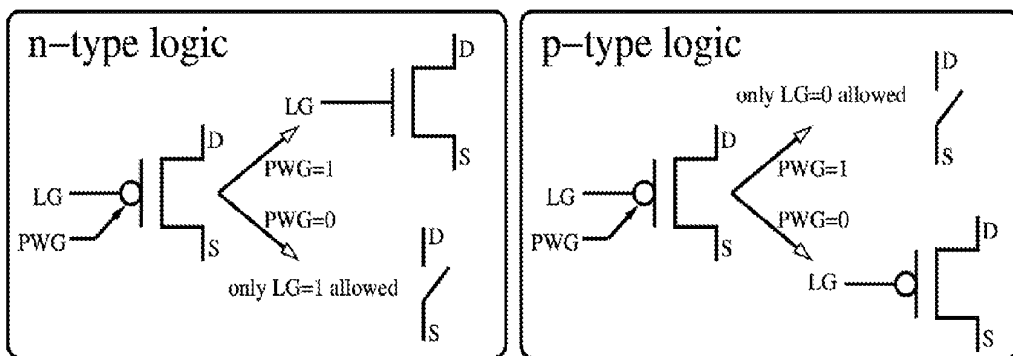 n-type logic
D
LG
S
D
PWG=1
LG
PWG=0
PWG
S
D
only LG=1 allowed
S
p-type logic
D
only LG=0 allowed
S
D
PWG=1
LG
PWG=0
PWG
S
D
LG
S